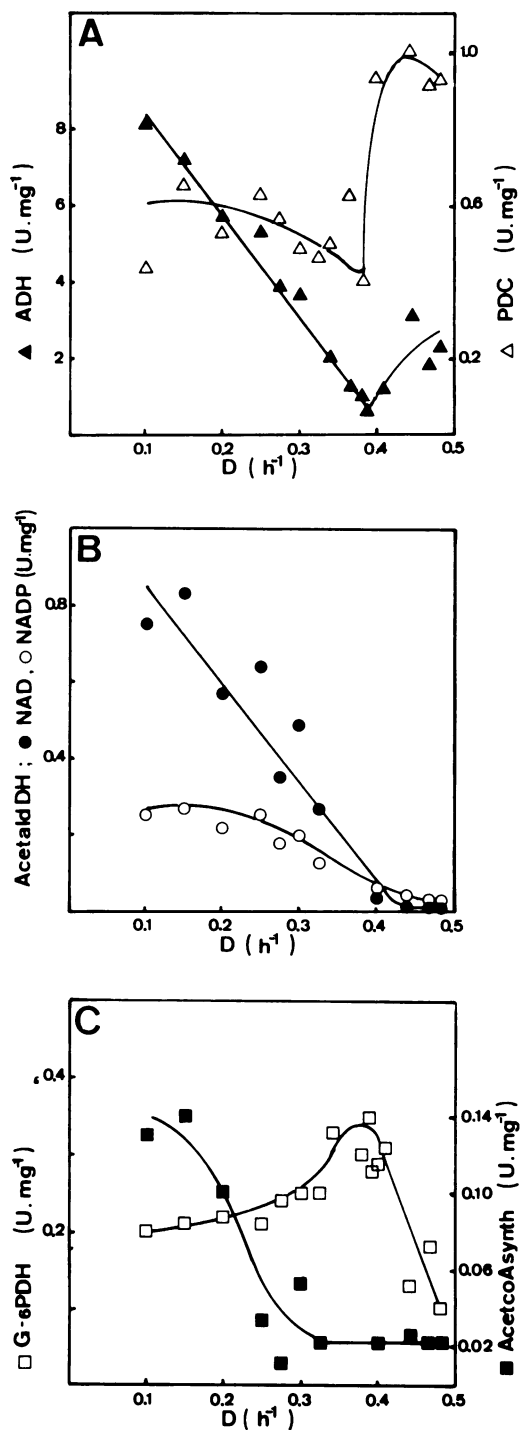 A
1.0
8
6
0.6
4
2
0.2
▲ ADH (U.mg⁻¹)
△ PDC (U.mg⁻¹)
0.1 0.2 0.3 0.4 0.5
D (h⁻¹)
B
0.8
0.4
Acetald DH ; ● NAD , ○ NADP (U.mg⁻¹)
0.1 0.2 0.3 0.4 0.5
D (h⁻¹)
C
0.4
0.14
0.10
0.2
0.06
0.02
□ G-6PDH (U.mg⁻¹)
■ AcetcoAsynth (U.mg⁻¹)
0.1 0.2 0.3 0.4 0.5
D (h⁻¹)